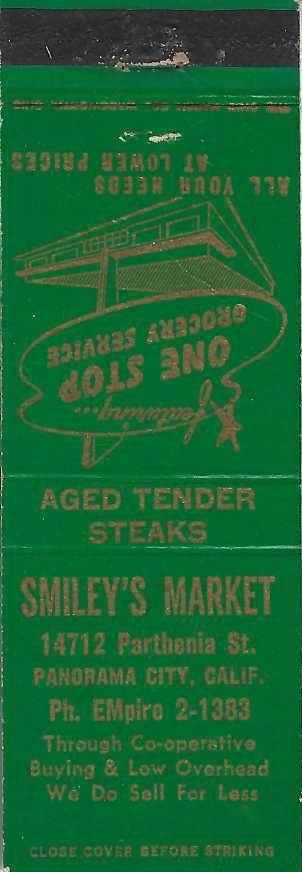 AGED TENDER
STEAKS
SMILEY'S MARKET
14712 Parthenia St.
PANORAMA CITY, CALIF.
Ph. EMpire 2-1383
Through Co-operative
Buying & Low Overhead
We Do Sell For Less
CLOSE COVER BEFORE STRIKING
Featuring...
ONE STOP
GROCERY SERVICE
ALL YOUR NEEDS
AT LOWER PRICES